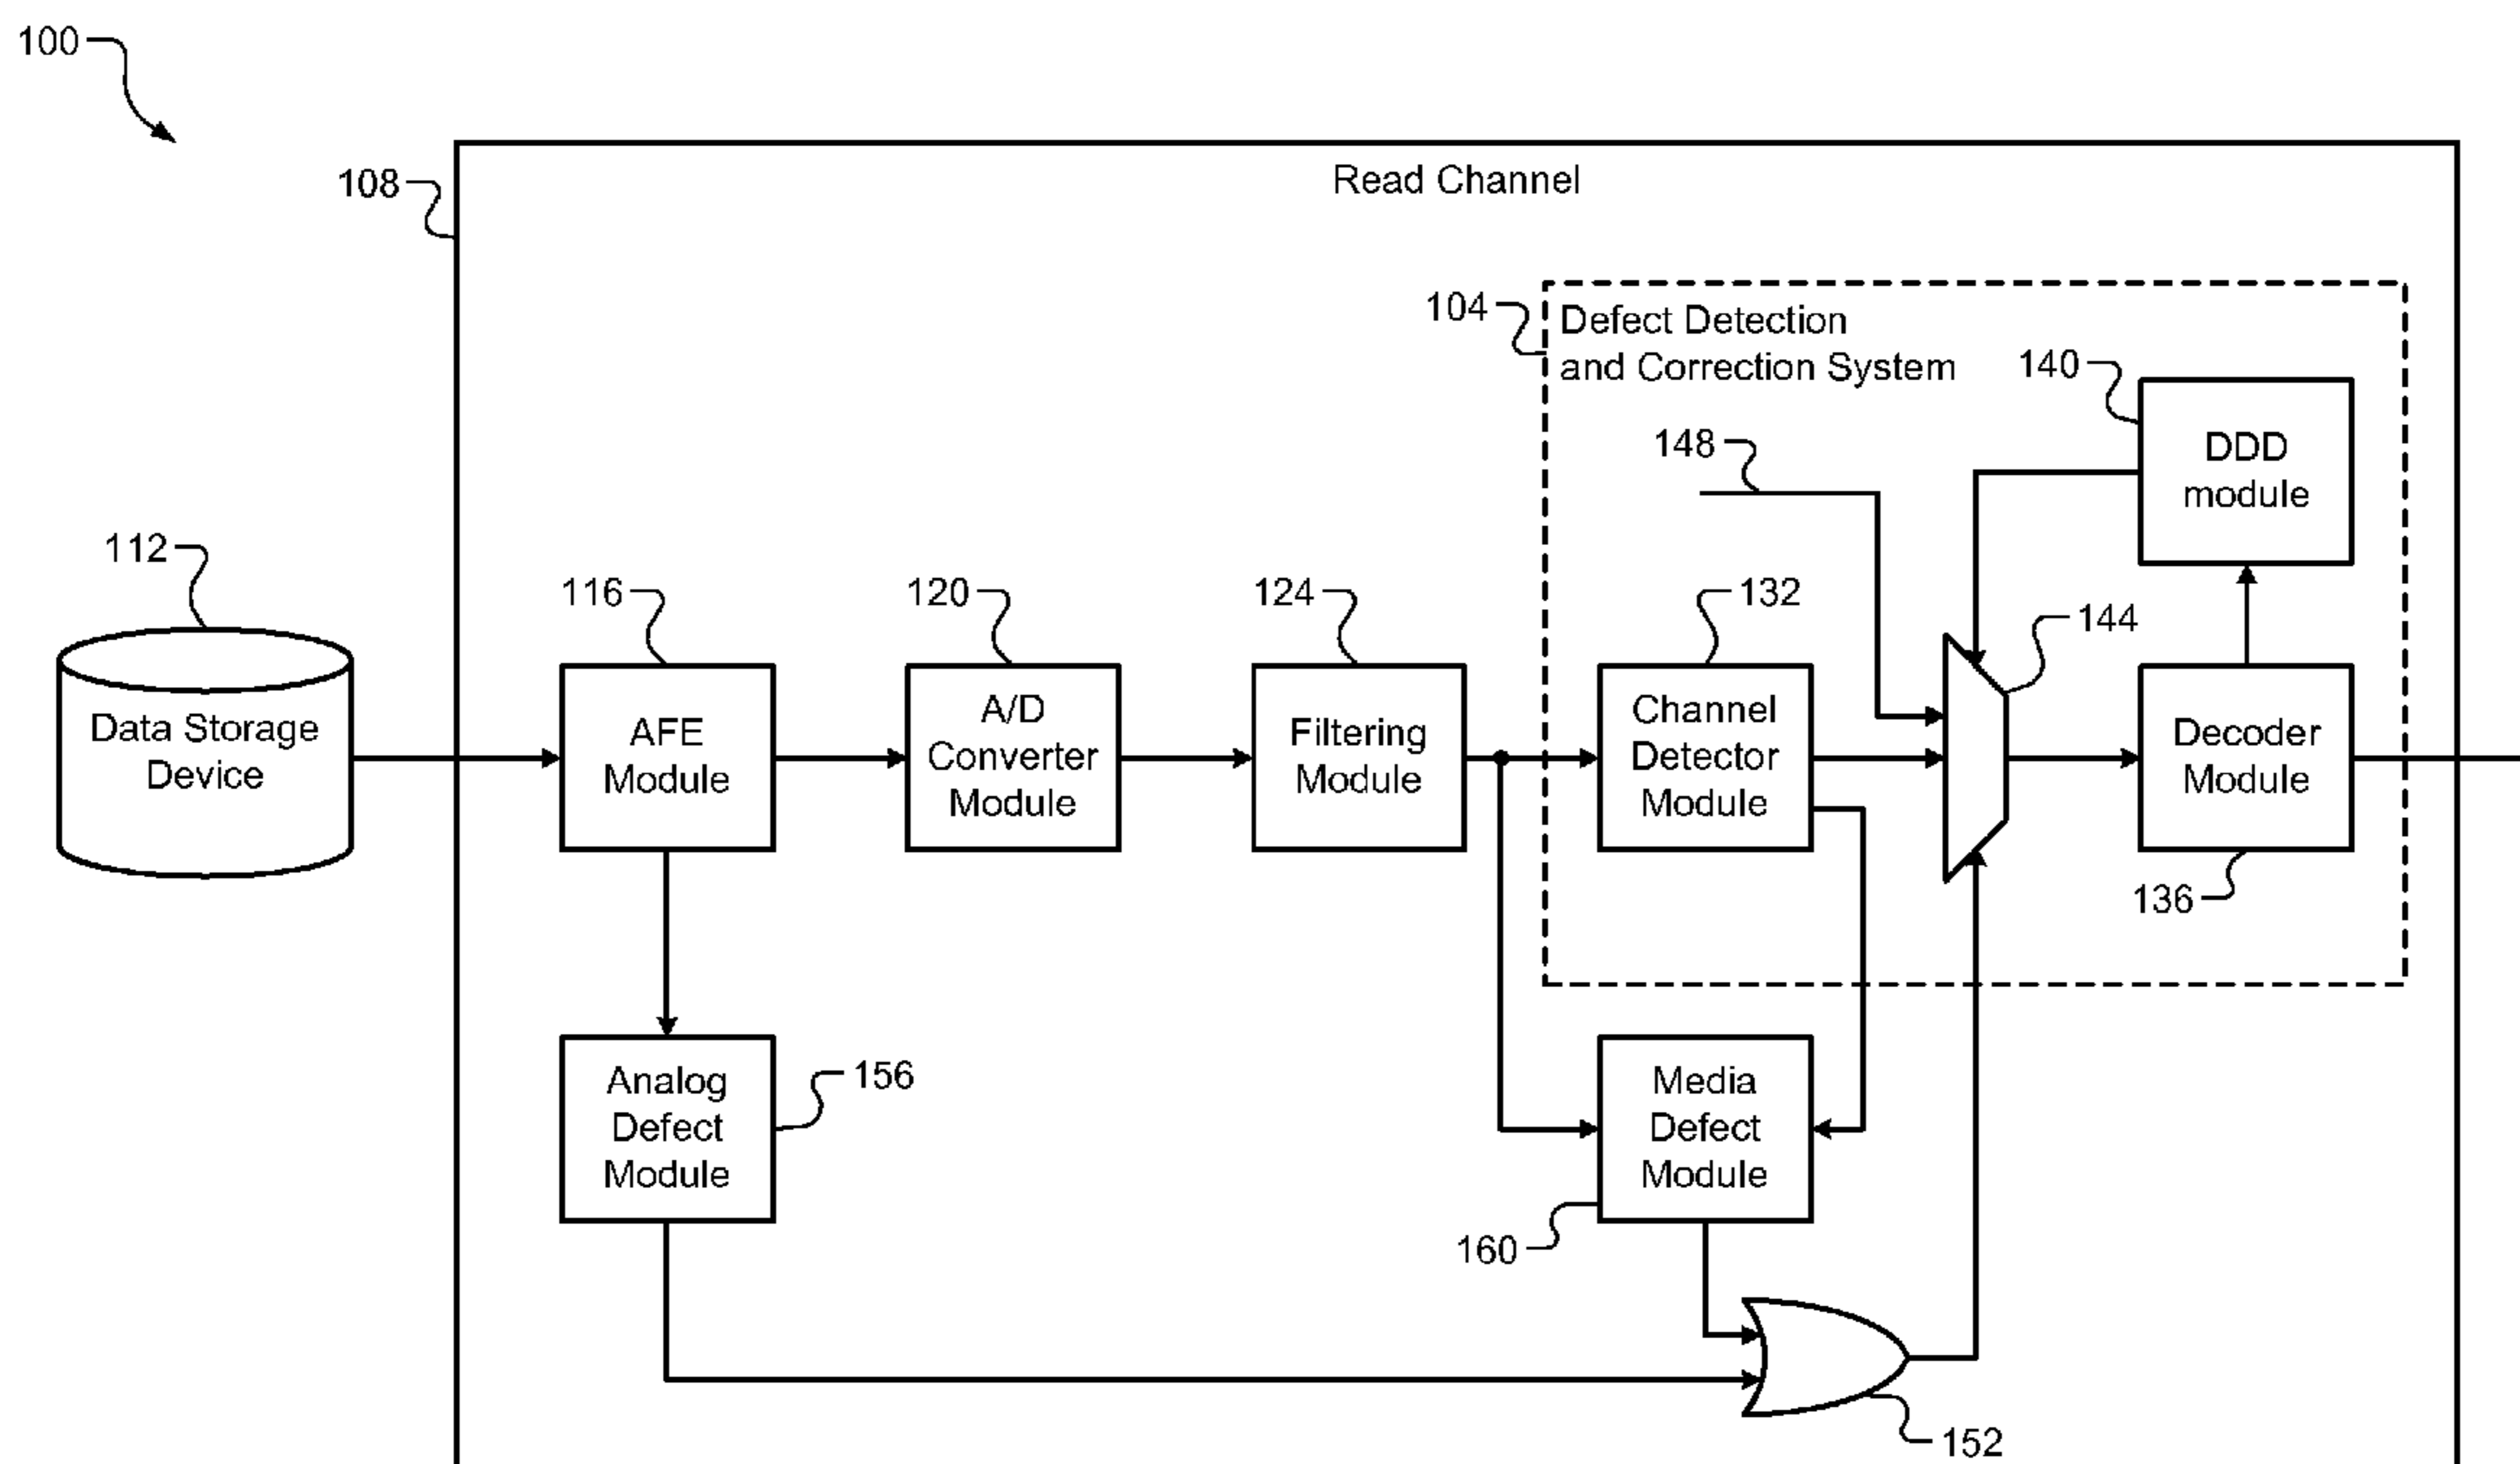 100
108
Read Channel
104
Defect Detection
and Correction System
140
DDD
module
148
112
116
120
124
132
144
Data Storage
Device
AFE
Module
A/D
Converter
Module
Filtering
Module
Channel
Detector
Module
Decoder
Module
136
Analog
Defect
Module
156
Media
Defect
Module
160
152